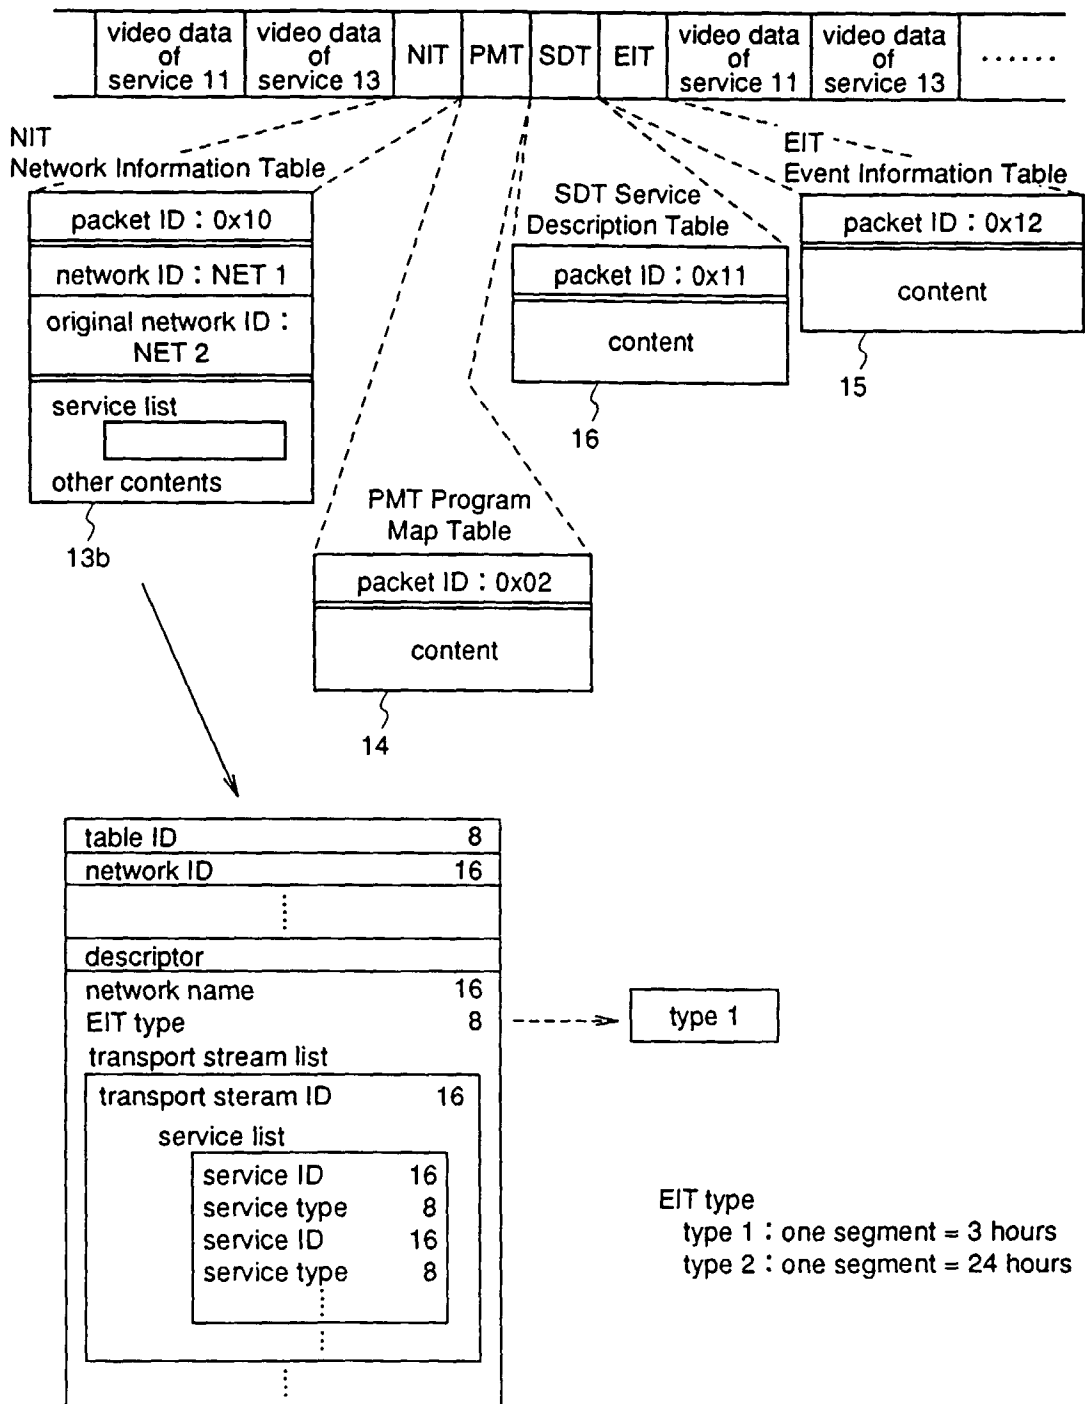 video data
of
service 11
video data
of
service 13
NIT
PMT
SDT
EIT
video data
of
service 11
video data
of
service 13
......
NIT
Network Information Table
packet ID : 0x10
network ID : NET 1
original network ID :
NET 2
service list
other contents
13b
PMT Program
Map Table
packet ID : 0x02
content
14
SDT Service
Description Table
packet ID : 0x11
content
16
EIT
Event Information Table
packet ID : 0x12
content
15
table ID 8
network ID 16
descriptor
network name 16
EIT type 8
type 1
transport stream list
transport steram ID 16
service list
service ID 16
service type 8
service ID 16
service type 8
EIT type
type 1 : one segment = 3 hours
type 2 : one segment = 24 hours